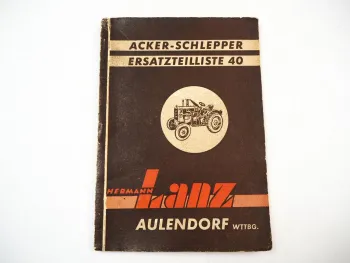 ACKER-SCHLEPPER
ERSATZTEILLISTE 40
HERMANN
Lanz
AULENDORF WTTBG.